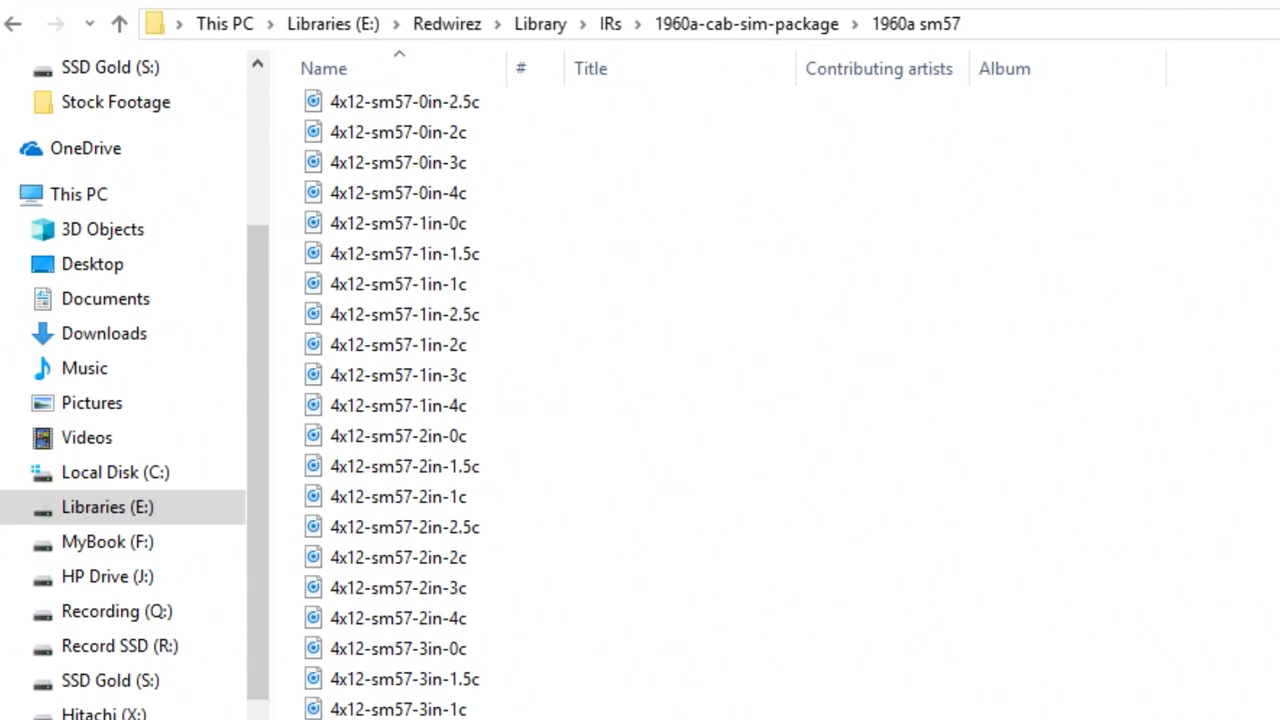 This PC > Libraries (E:) > Redwirez > Library > IRs > 1960a-cab-sim-package > 1960a sm57
SSD Gold (S:)
Stock Footage
OneDrive
This PC
3D Objects
Desktop
Documents
Downloads
Music
Pictures
Videos
Local Disk (C:)
Libraries (E:)
MyBook (F:)
HP Drive (J:)
Recording (Q:)
Record SSD (R:)
SSD Gold (S:)
Hitachi (X:)
Name # Title Contributing artists Album
4x12-sm57-0in-2.5c
4x12-sm57-0in-2c
4x12-sm57-0in-3c
4x12-sm57-0in-4c
4x12-sm57-1in-0c
4x12-sm57-1in-1.5c
4x12-sm57-1in-1c
4x12-sm57-1in-2.5c
4x12-sm57-1in-2c
4x12-sm57-1in-3c
4x12-sm57-1in-4c
4x12-sm57-2in-0c
4x12-sm57-2in-1.5c
4x12-sm57-2in-1c
4x12-sm57-2in-2.5c
4x12-sm57-2in-2c
4x12-sm57-2in-3c
4x12-sm57-2in-4c
4x12-sm57-3in-0c
4x12-sm57-3in-1.5c
4x12-sm57-3in-1c